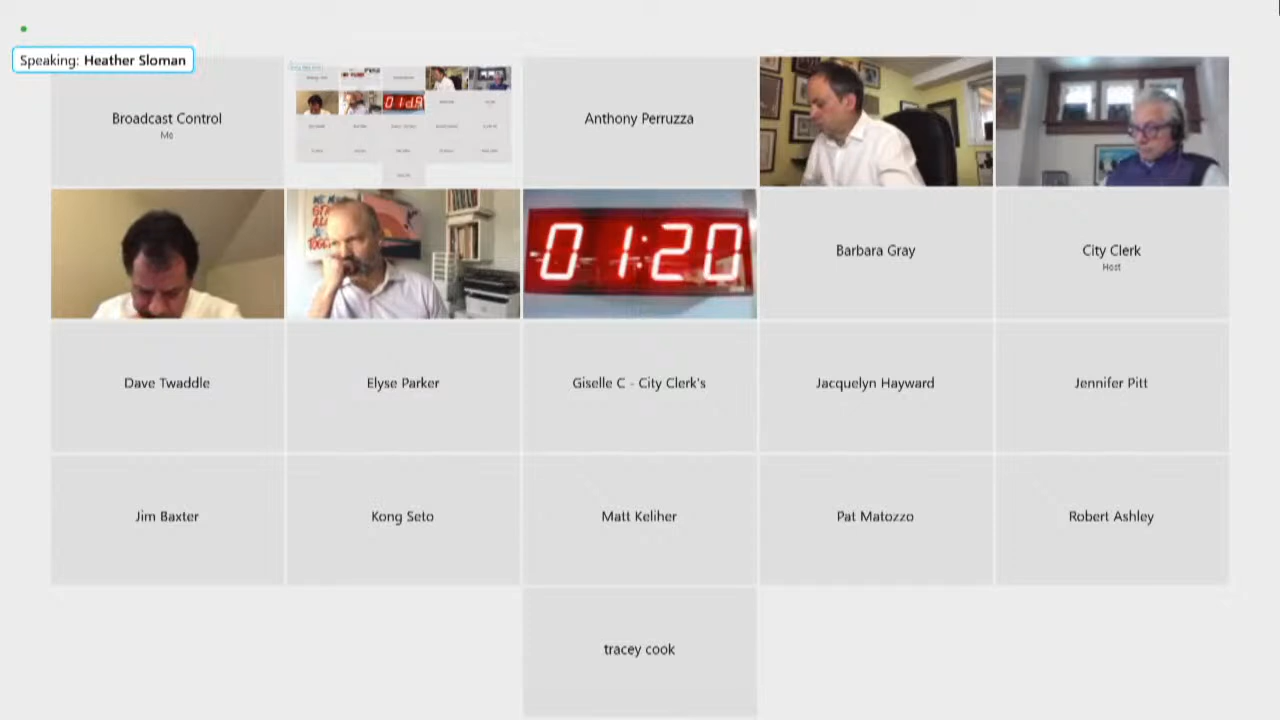 Speaking: Heather Sloman
Broadcast Control
Me
Anthony Perruzza
01:20
Barbara Gray
City Clerk
Host
Dave Twaddle
Elyse Parker
Giselle C - City Clerk's
Jacquelyn Hayward
Jennifer Pitt
Jim Baxter
Kong Seto
Matt Keliher
Pat Matozzo
Robert Ashley
tracey cook